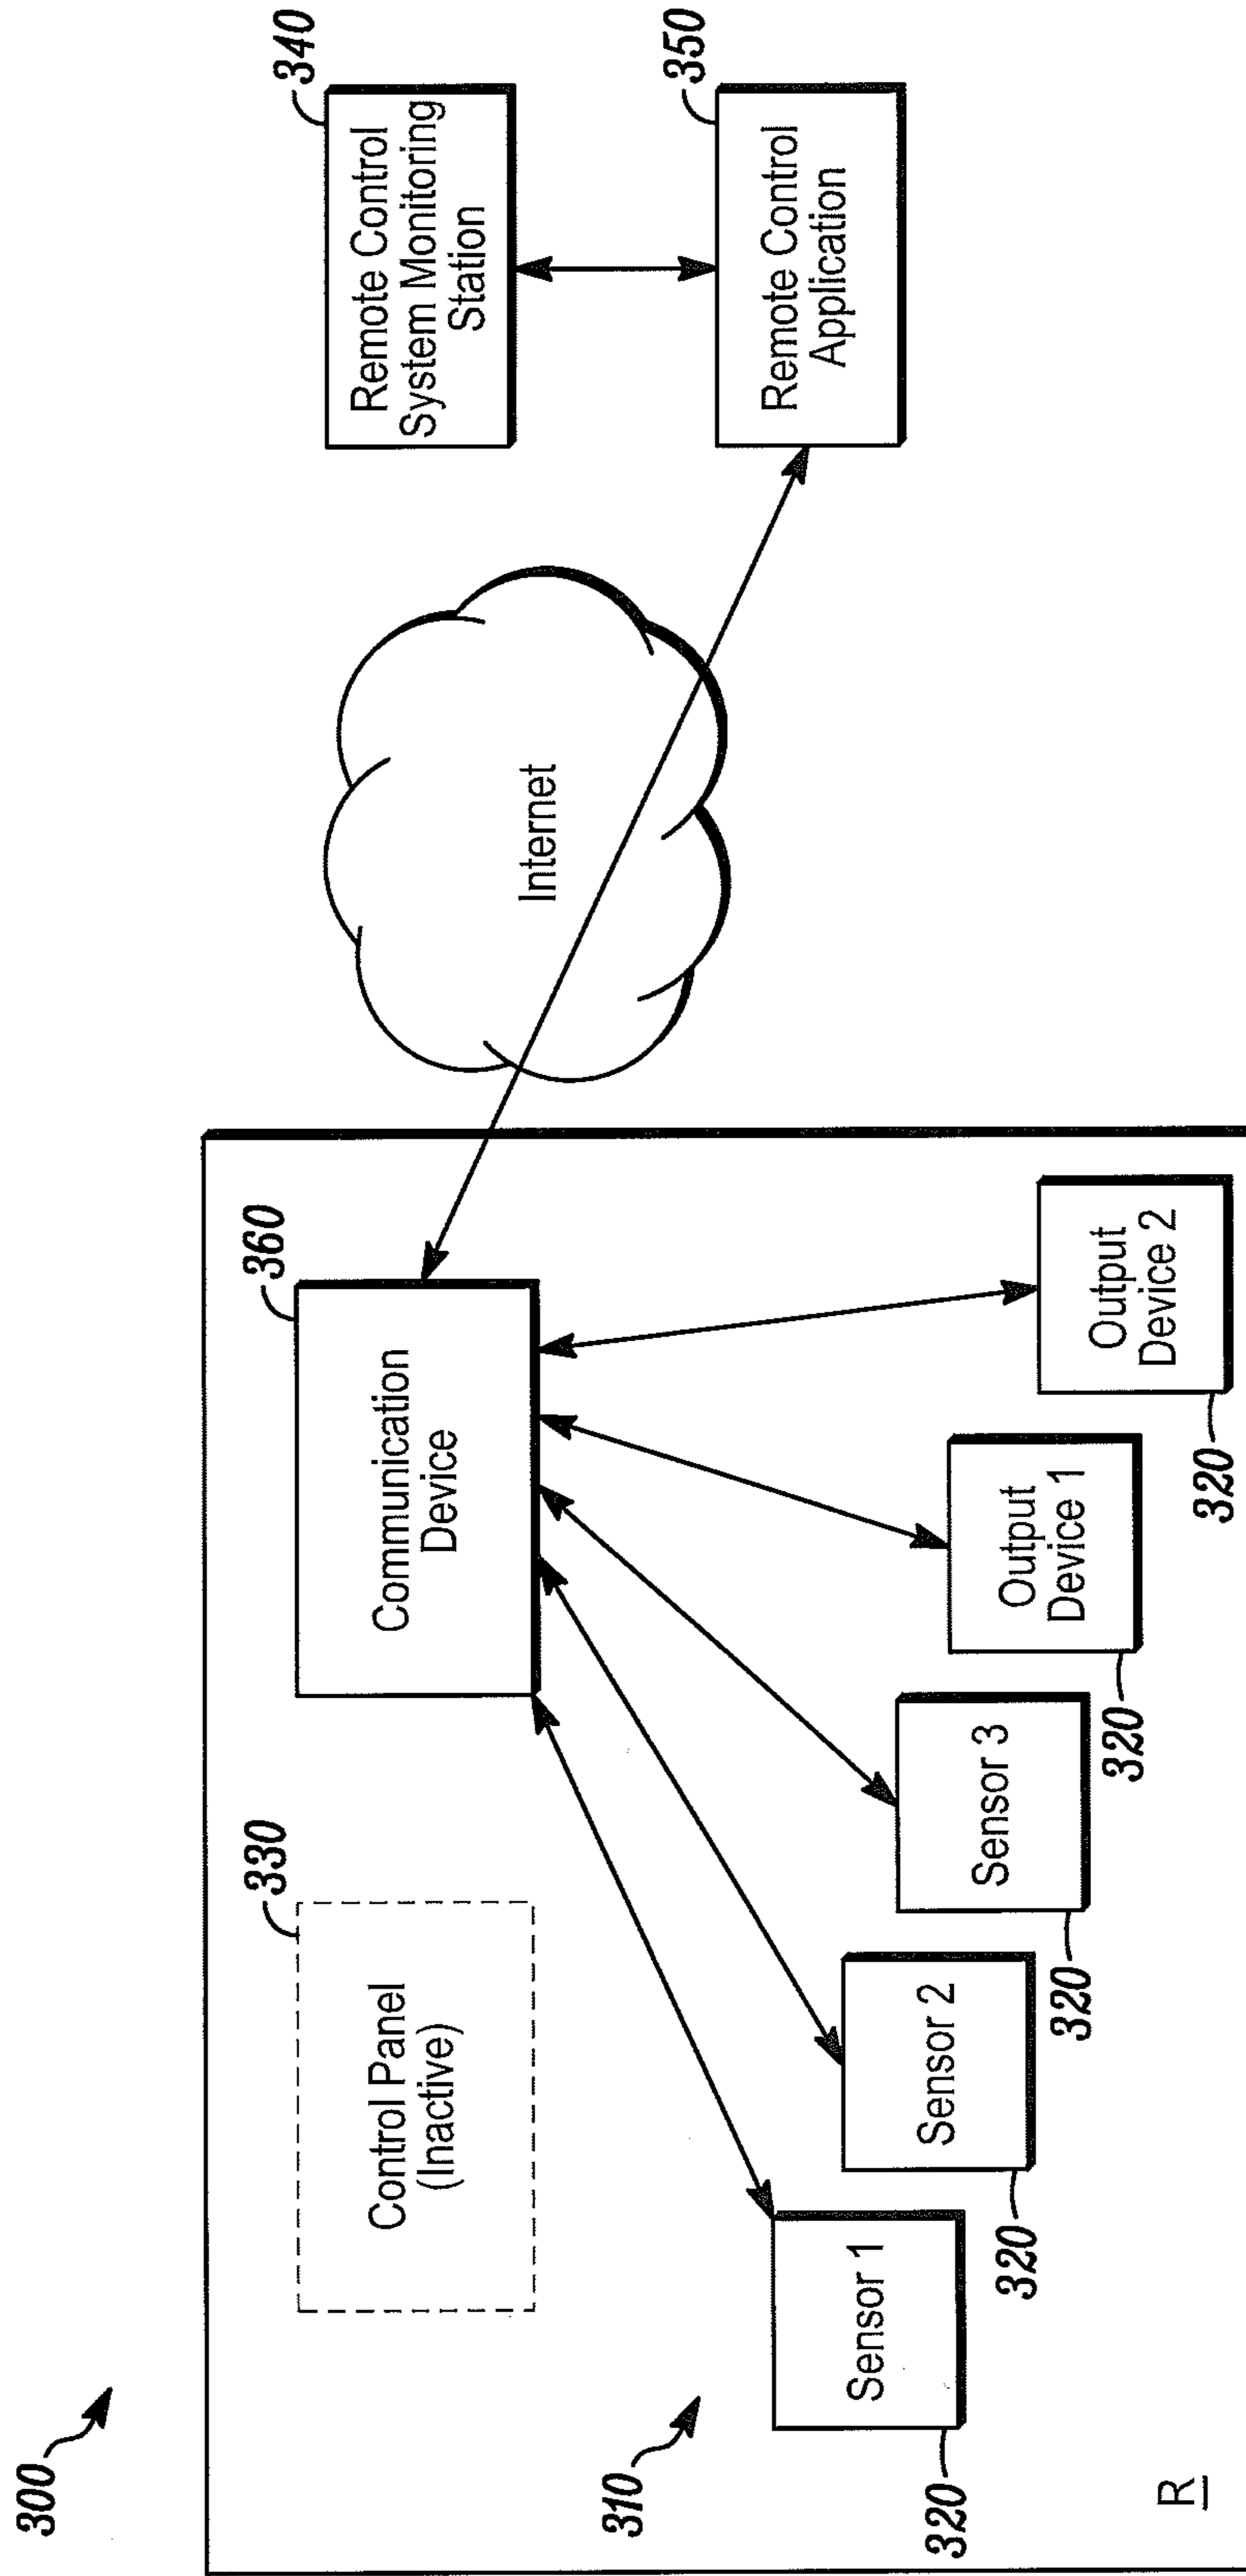 300
310
330
Control Panel
(Inactive)
360
Communication
Device
Internet
340
Remote Control
System Monitoring
Station
350
Remote Control
Application
Sensor 1
320
Sensor 2
320
Sensor 3
320
Output
Device 1
320
Output
Device 2
320
R